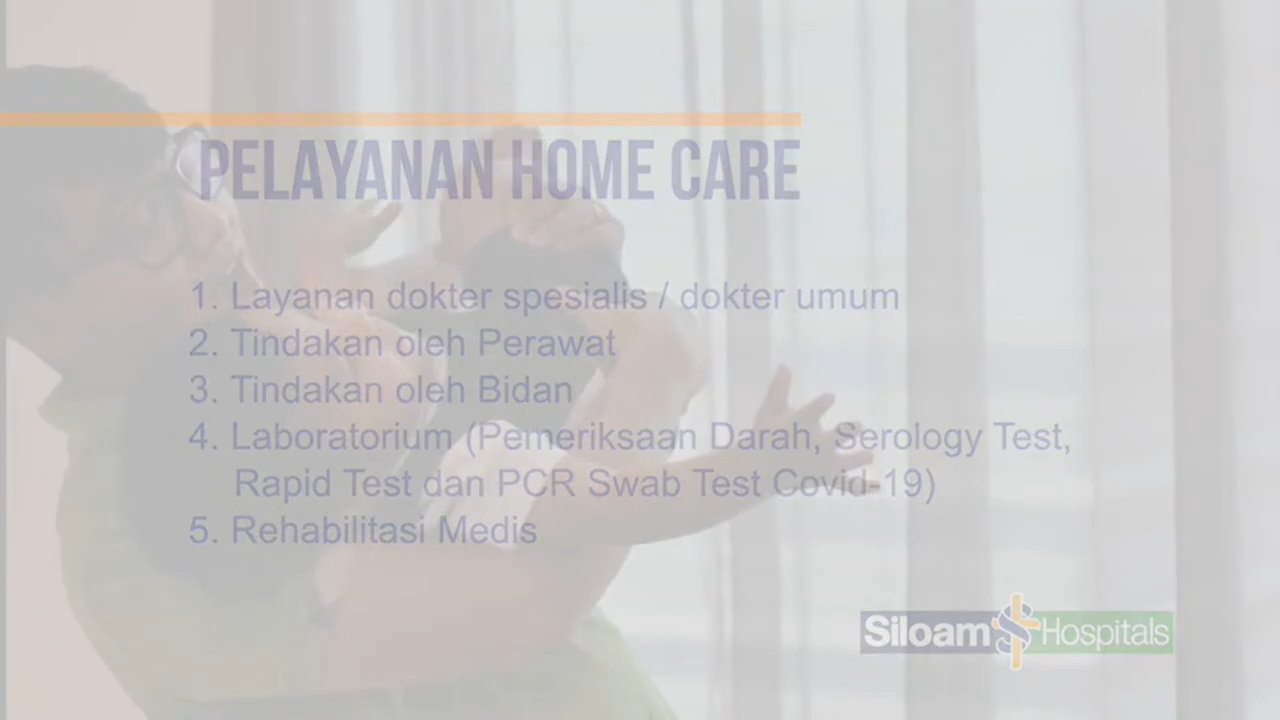 PELAYANAN HOME CARE
1. Layanan dokter spesialis / dokter umum
2. Tindakan oleh Perawat
3. Tindakan oleh Bidan
4. Laboratorium (Pemeriksaan Darah, Serology Test,
Rapid Test dan PCR Swab Test Covid-19)
5. Rehabilitasi Medis
Siloam Hospitals